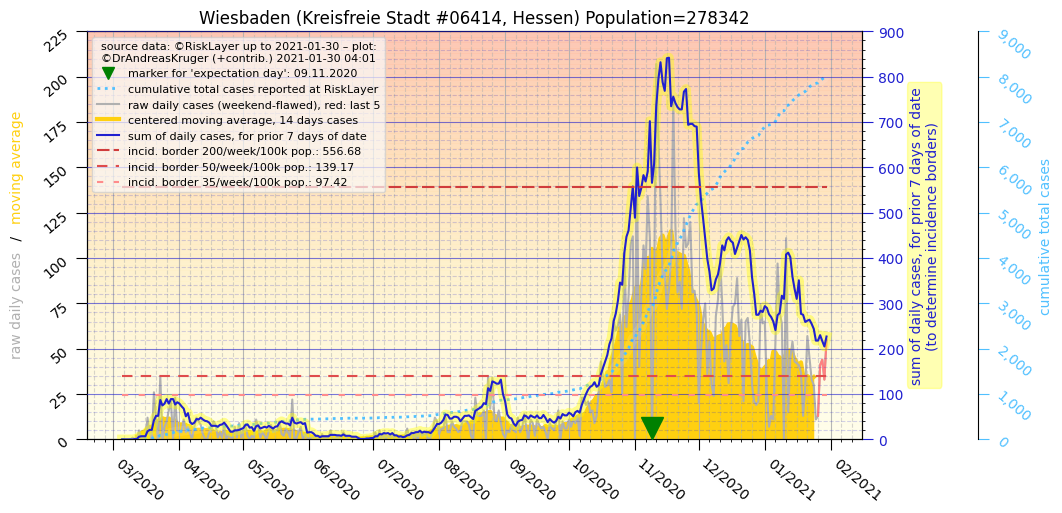 Wiesbaden (Kreisfreie Stadt #06414, Hessen) Population=278342
source data: ©RiskLayer up to 2021-01-30 – plot:
©DrAndreasKruger (+contrib.) 2021-01-30 04:01
marker for 'expectation day': 09.11.2020
cumulative total cases reported at RiskLayer
raw daily cases (weekend-flawed), red: last 5
centered moving average, 14 days cases
sum of daily cases, for prior 7 days of date
incid. border 200/week/100k pop.: 556.68
incid. border 50/week/100k pop.: 139.17
incid. border 35/week/100k pop.: 97.42
raw daily cases / moving average
225
200
175
150
125
100
75
50
25
0
03/2020
04/2020
05/2020
06/2020
07/2020
08/2020
09/2020
10/2020
11/2020
12/2020
01/2021
02/2021
900
800
700
600
500
400
300
200
100
0
sum of daily cases, for prior 7 days of date
(to determine incidence borders)
9,000
8,000
7,000
6,000
5,000
4,000
3,000
2,000
1,000
0
cumulative total cases